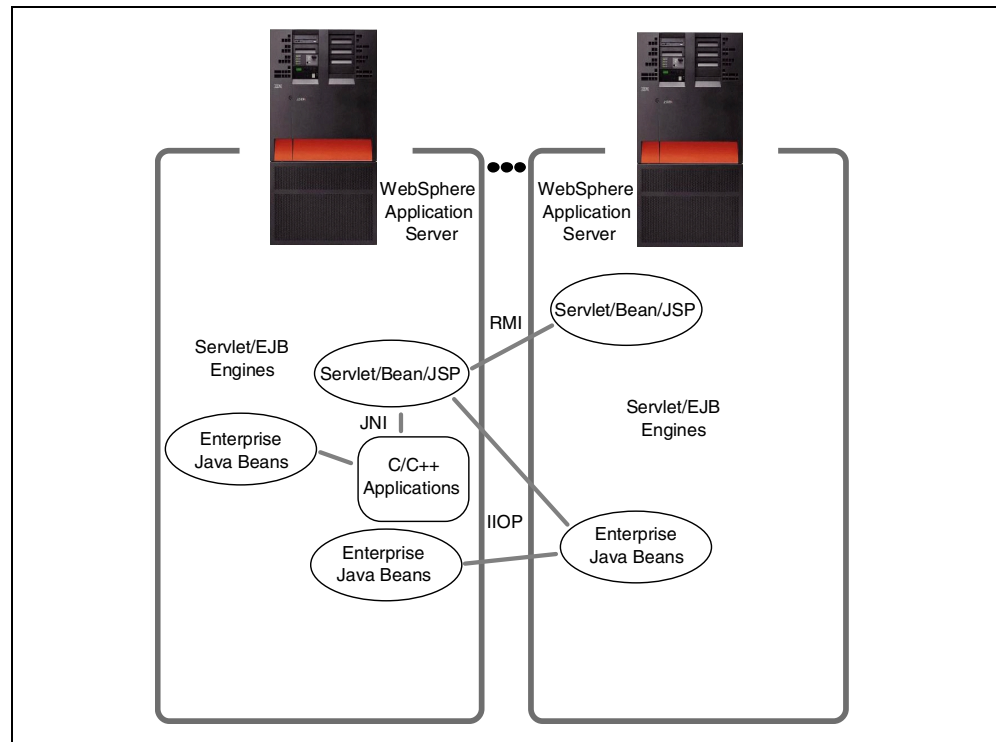 WebSphere
Application
Server
WebSphere
Application
Server
Servlet/Bean/JSP
RMI
Servlet/EJB
Engines
Servlet/Bean/JSP
Servlet/EJB
Engines
JNI
Enterprise
Java Beans
C/C++
Applications
IIOP
Enterprise
Java Beans
Enterprise
Java Beans